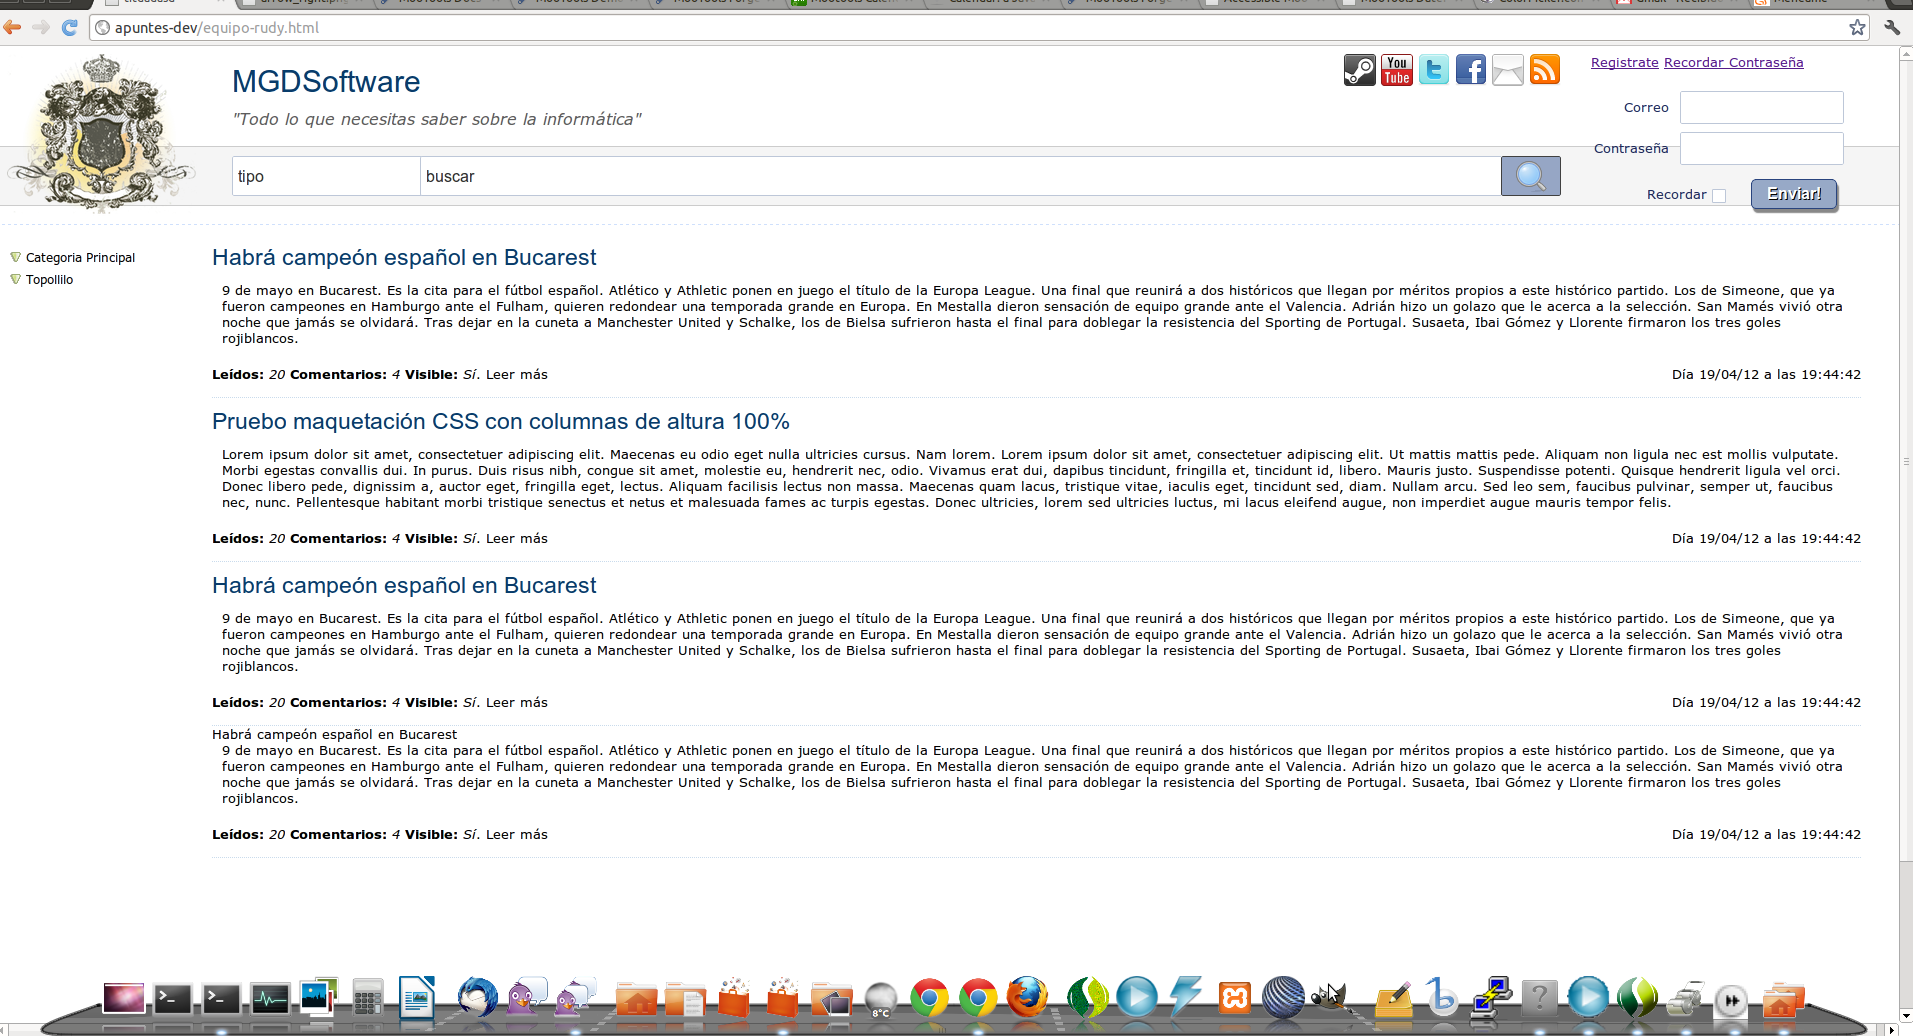 apuntes-dev/equipo-rudy.html
MGDSoftware
"Todo lo que necesitas saber sobre la informática"
You Tube
Registrate Recordar Contraseña
Correo
Contraseña
tipo buscar
Recordar Enviar!
Categoria Principal
Topollilo
Habrá campeón español en Bucarest
9 de mayo en Bucarest. Es la cita para el fútbol español. Atlético y Athletic ponen en juego el título de la Europa League. Una final que reunirá a dos históricos que llegan por méritos propios a este histórico partido. Los de Simeone, que ya
fueron campeones en Hamburgo ante el Fulham, quieren redondear una temporada grande en Europa. En Mestalla dieron sensación de equipo grande ante el Valencia. Adrián hizo un golazo que le acerca a la selección. San Mamés vivió otra
noche que jamás se olvidará. Tras dejar en la cuneta a Manchester United y Schalke, los de Bielsa sufrieron hasta el final para doblegar la resistencia del Sporting de Portugal. Susaeta, Ibai Gómez y Llorente firmaron los tres goles
rojiblancos.
Leídos: 20 Comentarios: 4 Visible: Sí. Leer más Día 19/04/12 a las 19:44:42
Pruebo maquetación CSS con columnas de altura 100%
Lorem ipsum dolor sit amet, consectetuer adipiscing elit. Maecenas eu odio eget nulla ultricies cursus. Nam lorem. Lorem ipsum dolor sit amet, consectetuer adipiscing elit. Ut mattis mattis pede. Aliquam non ligula nec est mollis vulputate.
Morbi egestas convallis dui. In purus. Duis risus nibh, congue sit amet, molestie eu, hendrerit nec, odio. Vivamus erat dui, dapibus tincidunt, fringilla et, tincidunt id, libero. Mauris justo. Suspendisse potenti. Quisque hendrerit ligula vel orci.
Donec libero pede, dignissim a, auctor eget, fringilla eget, lectus. Aliquam facilisis lectus non massa. Maecenas quam lacus, tristique vitae, iaculis eget, tincidunt sed, diam. Nullam arcu. Sed leo sem, faucibus pulvinar, semper ut, faucibus
nec, nunc. Pellentesque habitant morbi tristique senectus et netus et malesuada fames ac turpis egestas. Donec ultricies, lorem sed ultricies luctus, mi lacus eleifend augue, non imperdiet augue mauris tempor felis.
Leídos: 20 Comentarios: 4 Visible: Sí. Leer más Día 19/04/12 a las 19:44:42
Habrá campeón español en Bucarest
9 de mayo en Bucarest. Es la cita para el fútbol español. Atlético y Athletic ponen en juego el título de la Europa League. Una final que reunirá a dos históricos que llegan por méritos propios a este histórico partido. Los de Simeone, que ya
fueron campeones en Hamburgo ante el Fulham, quieren redondear una temporada grande en Europa. En Mestalla dieron sensación de equipo grande ante el Valencia. Adrián hizo un golazo que le acerca a la selección. San Mamés vivió otra
noche que jamás se olvidará. Tras dejar en la cuneta a Manchester United y Schalke, los de Bielsa sufrieron hasta el final para doblegar la resistencia del Sporting de Portugal. Susaeta, Ibai Gómez y Llorente firmaron los tres goles
rojiblancos.
Leídos: 20 Comentarios: 4 Visible: Sí. Leer más Día 19/04/12 a las 19:44:42
Habrá campeón español en Bucarest
9 de mayo en Bucarest. Es la cita para el fútbol español. Atlético y Athletic ponen en juego el título de la Europa League. Una final que reunirá a dos históricos que llegan por méritos propios a este histórico partido. Los de Simeone, que ya
fueron campeones en Hamburgo ante el Fulham, quieren redondear una temporada grande en Europa. En Mestalla dieron sensación de equipo grande ante el Valencia. Adrián hizo un golazo que le acerca a la selección. San Mamés vivió otra
noche que jamás se olvidará. Tras dejar en la cuneta a Manchester United y Schalke, los de Bielsa sufrieron hasta el final para doblegar la resistencia del Sporting de Portugal. Susaeta, Ibai Gómez y Llorente firmaron los tres goles
rojiblancos.
Leídos: 20 Comentarios: 4 Visible: Sí. Leer más Día 19/04/12 a las 19:44:42
8°C